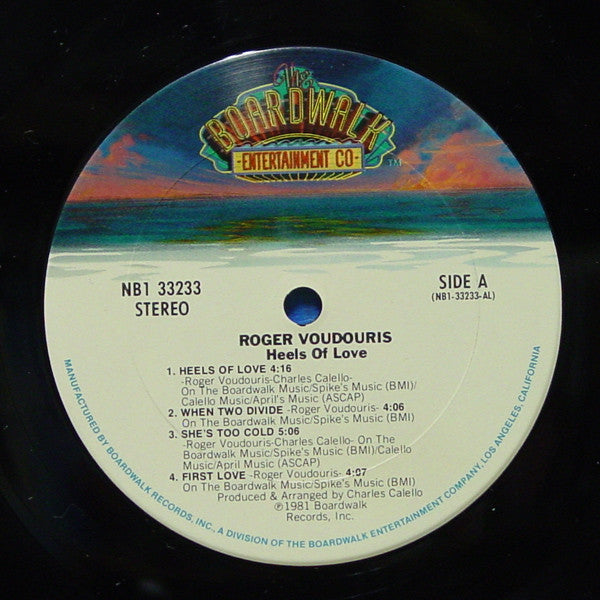 The
BOARDWALK
-ENTERTAINMENT CO-
TM
NB1 33233
STEREO
SIDE A
(NB1-33233-AL)
ROGER VOUDOURIS
Heels Of Love
1. HEELS OF LOVE 4:16
-Roger Voudouris-Charles Calello-
On The Boardwalk Music/Spike's Music (BMI)/
Calello Music/April's Music (ASCAP)
2. WHEN TWO DIVIDE -Roger Voudouris- 4:06
On The Boardwalk Music/Spike's Music (BMI)
3. SHE'S TOO COLD 5:06
-Roger Voudouris-Charles Calello- On The
Boardwalk Music/Spike's Music (BMI)/Calello
Music/April Music (ASCAP)
4. FIRST LOVE -Roger Voudouris- 4:07
On The Boardwalk Music/Spike's Music (BMI)
Produced & Arranged by Charles Calello
℗1981 Boardwalk
Records, Inc.
MANUFACTURED BY BOARDWALK RECORDS, INC., A DIVISION OF THE BOARDWALK ENTERTAINMENT COMPANY, LOS ANGELES, CALIFORNIA